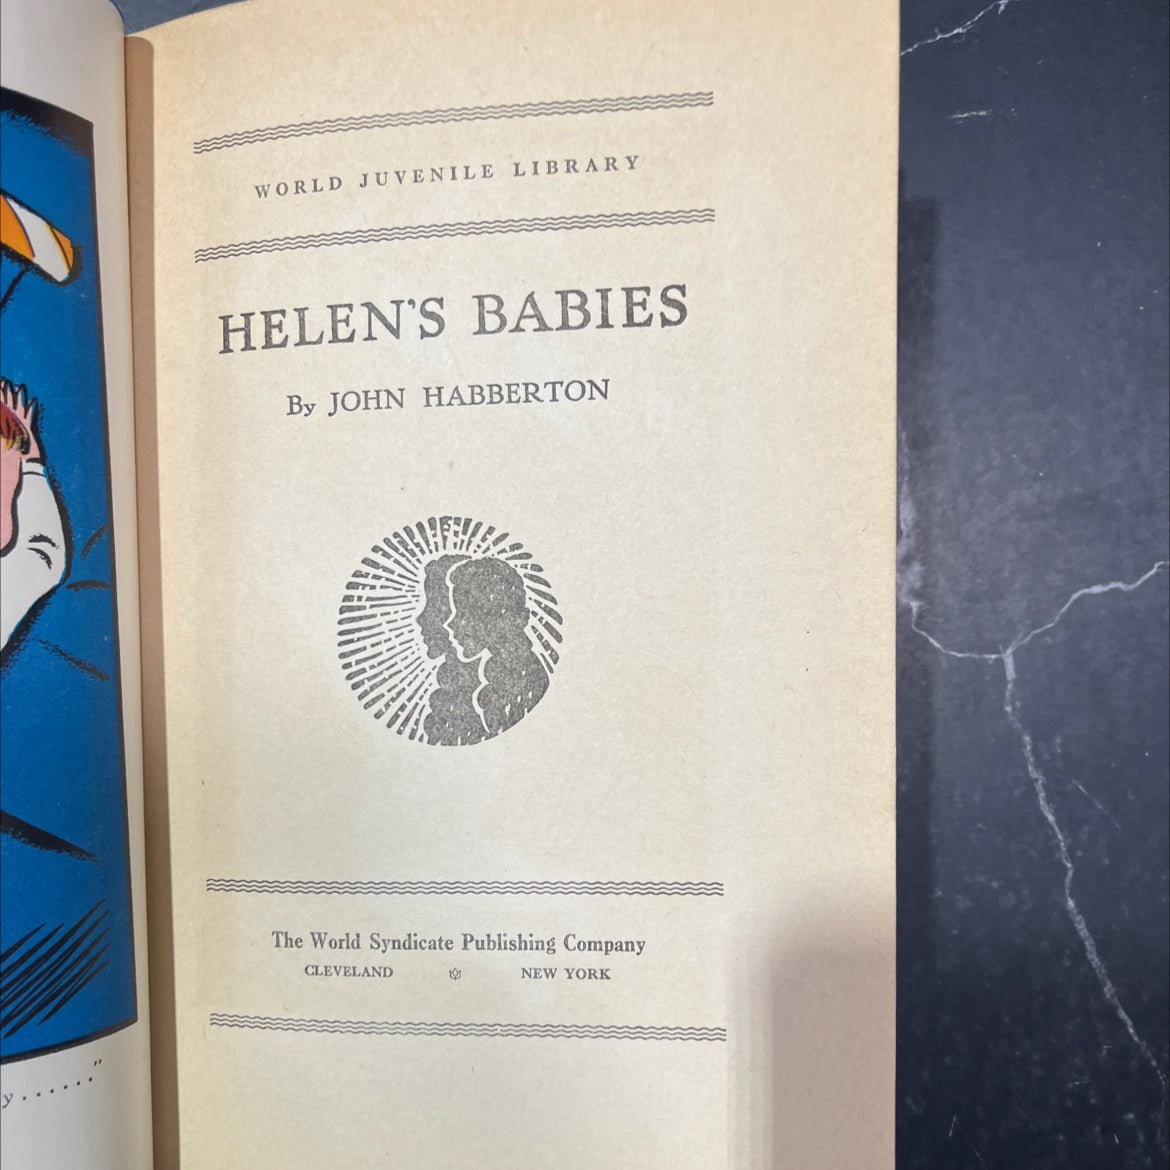 WORLD JUVENILE LIBRARY
HELEN'S BABIES
By JOHN HABBERTON
The World Syndicate Publishing Company
CLEVELAND NEW YORK
y . . . . . . "